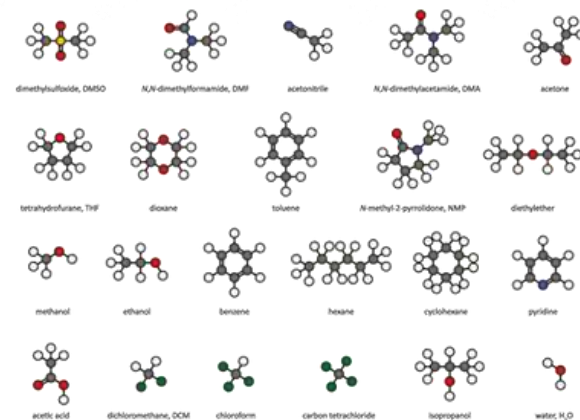 dimethylsulfoxide, DMSO
N,N-dimethylformamide, DMF
acetonitrile
N,N-dimethylacetamide, DMA
acetone
tetrahydrofurane, THF
dioxane
toluene
N-methyl-2-pyrrolidone, NMP
diethylether
methanol
ethanol
benzene
hexane
cyclohexane
pyridine
acetic acid
dichloromethane, DCM
chloroform
carbon tetrachloride
isopropanol
water, H₂O